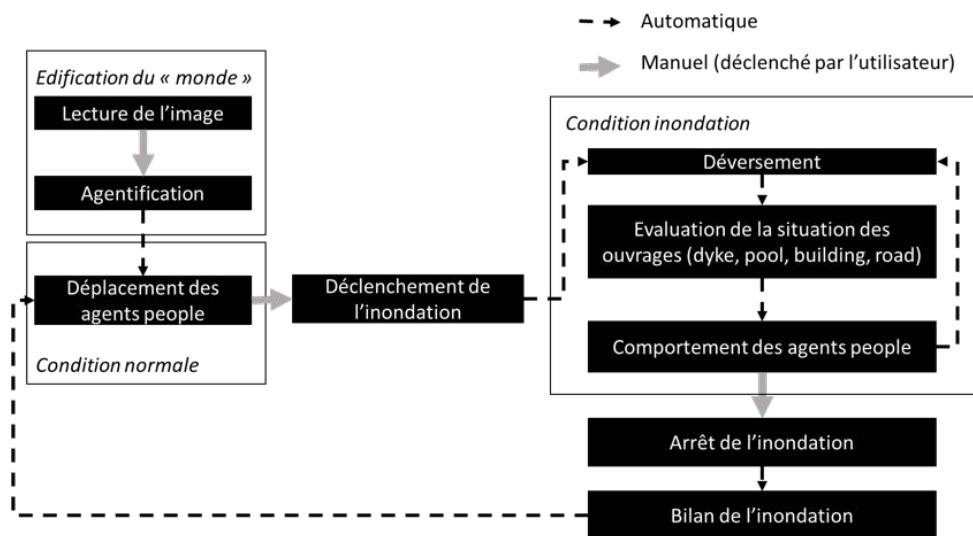 Automatique
Manuel (déclenché par l'utilisateur)
Edification du « monde »
Lecture de l'image
Agentification
Déplacement des
agents people
Condition normale
Déclenchement de
l'inondation
Condition inondation
Déversement
Evaluation de la situation des
ouvrages (dyke, pool, building, road)
Comportement des agents people
Arrêt de l'inondation
Bilan de l'inondation